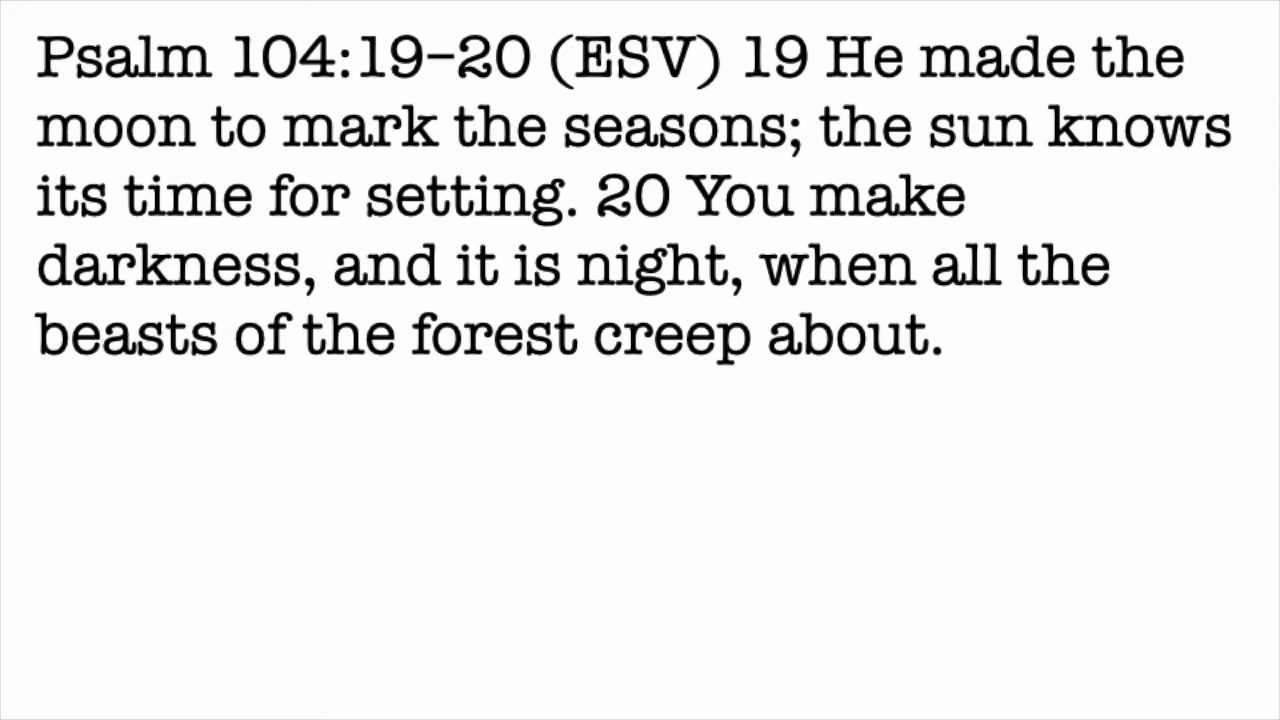 Psalm 104:19–20 (ESV) 19 He made the
moon to mark the seasons; the sun knows
its time for setting. 20 You make
darkness, and it is night, when all the
beasts of the forest creep about.